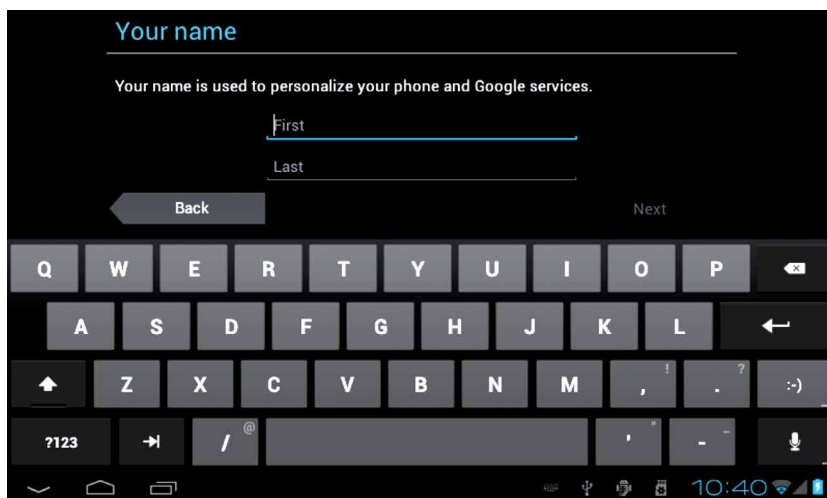 Your name
Your name is used to personalize your phone and Google services.
First
Last
Back
Next
Q W E R T Y U I O P
A S D F G H J K L
Z X C V B N M , ! . ? :-)
?123 / @ ' " - _
10:40